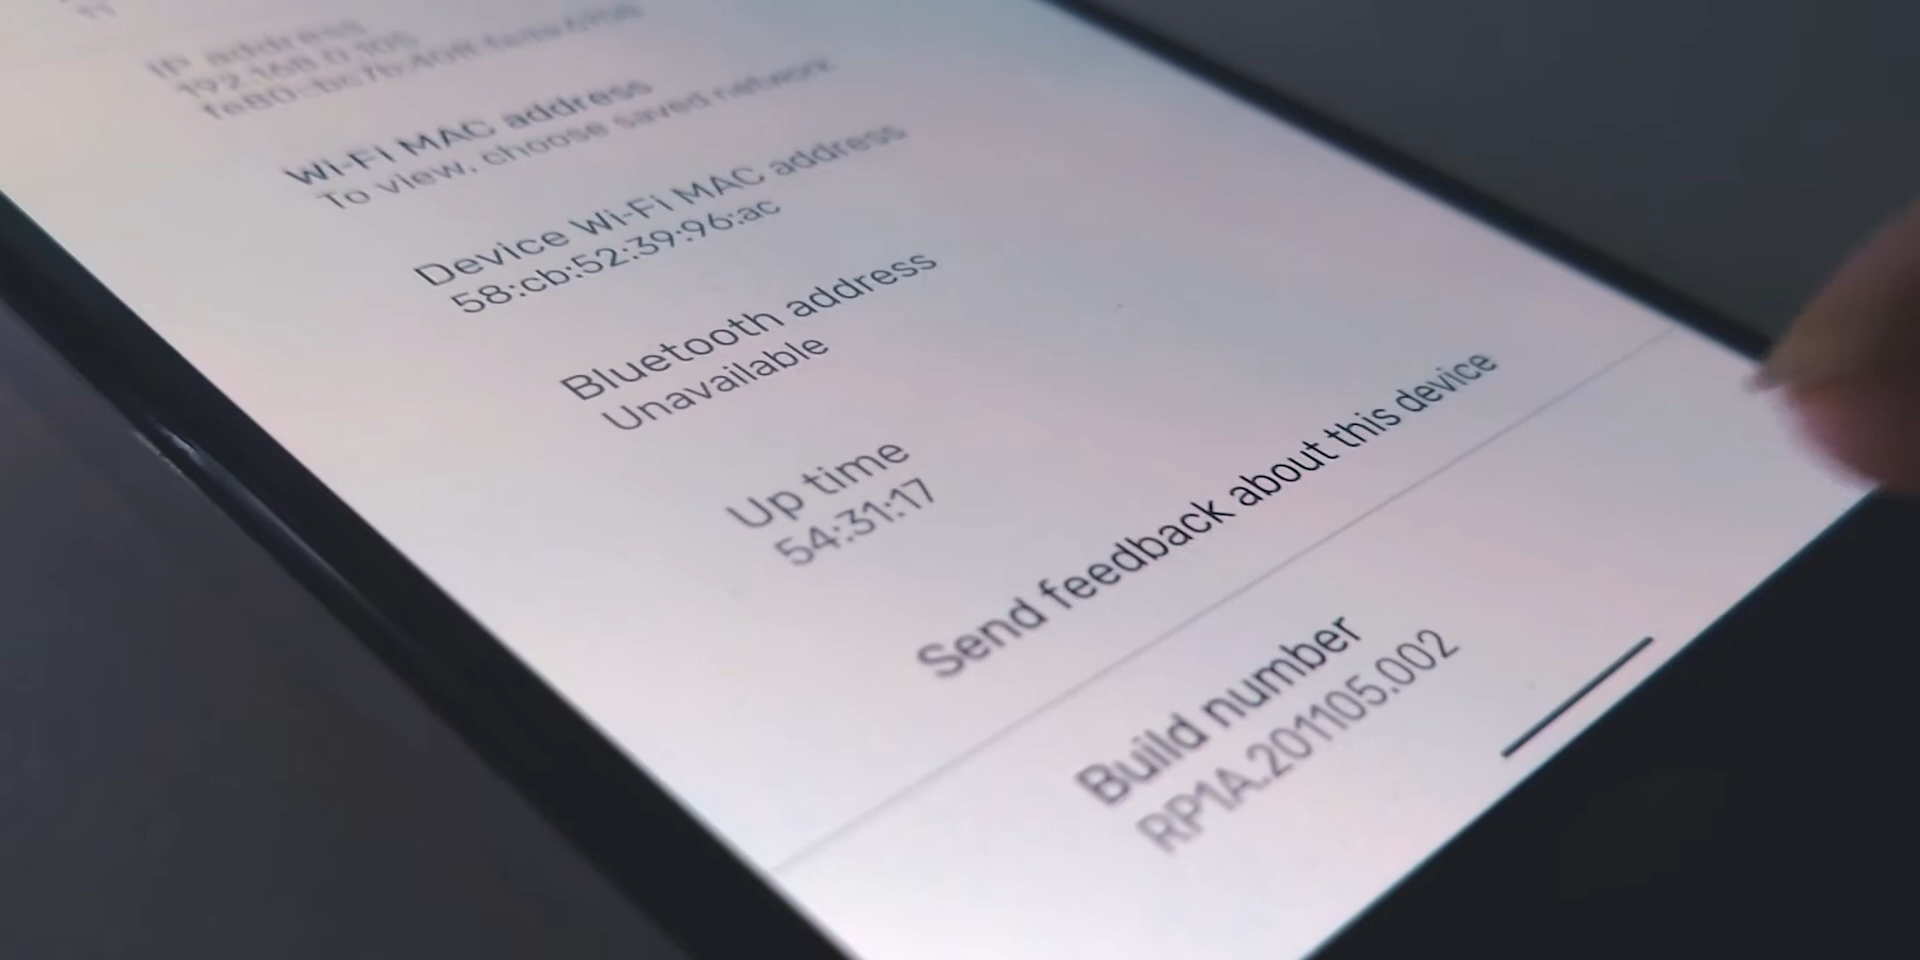 11
IP address
192.168.0.105
Wi-Fi MAC address
To view, choose saved network
Device Wi-Fi MAC address
58:cb:52:39:96:ac
Bluetooth address
Unavailable
Up time
54:31:17
Send feedback about this device
Build number
RP1A.201105.002